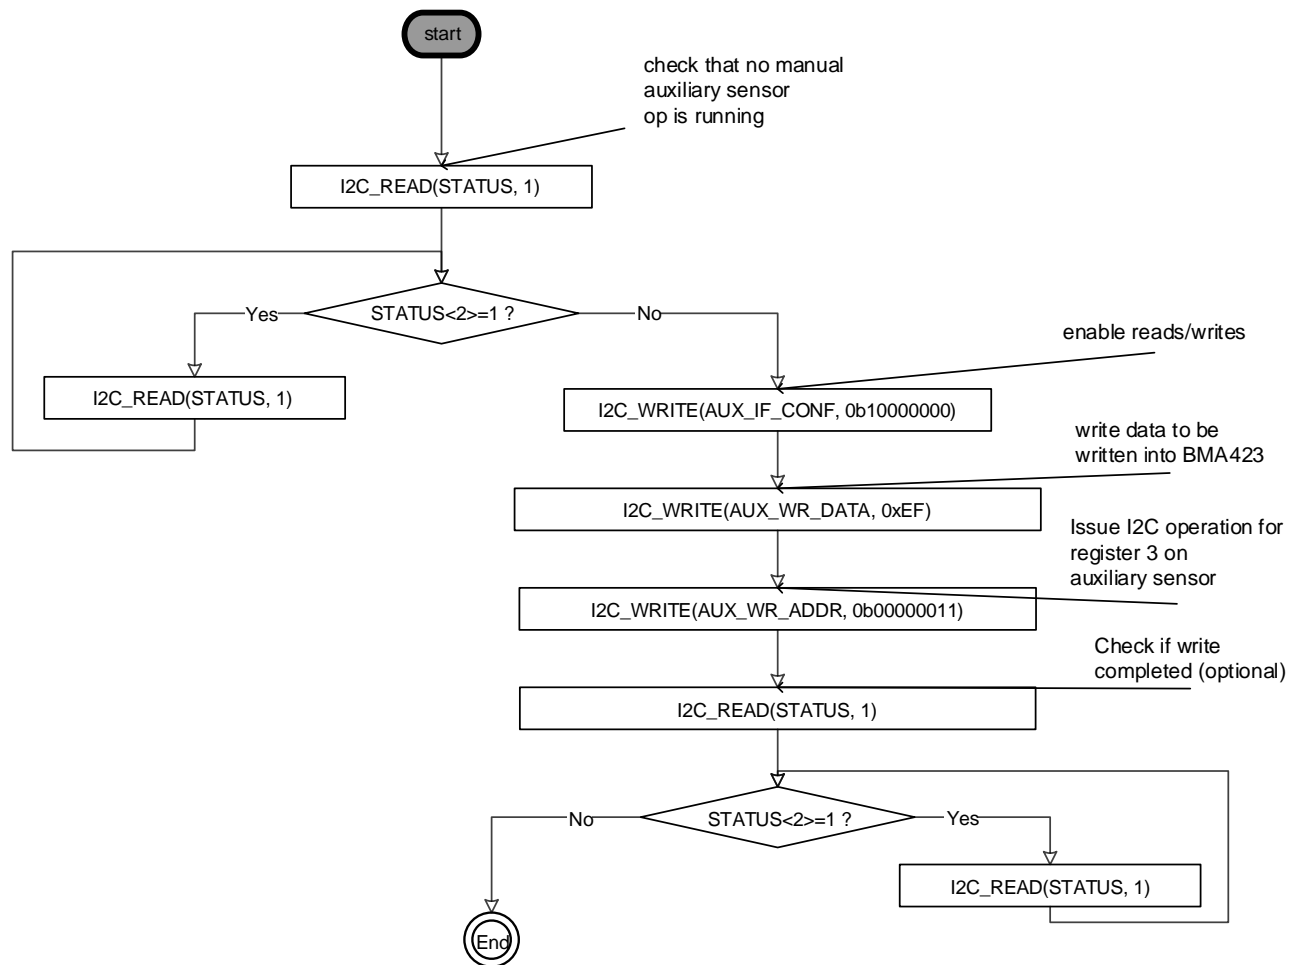 start
check that no manual
auxiliary sensor
op is running
I2C_READ(STATUS, 1)
STATUS<2>=1 ?
Yes
No
I2C_READ(STATUS, 1)
enable reads/writes
I2C_WRITE(AUX_IF_CONF, 0b10000000)
write data to be
written into BMA423
I2C_WRITE(AUX_WR_DATA, 0xEF)
Issue I2C operation for
register 3 on
auxiliary sensor
I2C_WRITE(AUX_WR_ADDR, 0b00000011)
Check if write
completed (optional)
I2C_READ(STATUS, 1)
STATUS<2>=1 ?
No
Yes
I2C_READ(STATUS, 1)
End